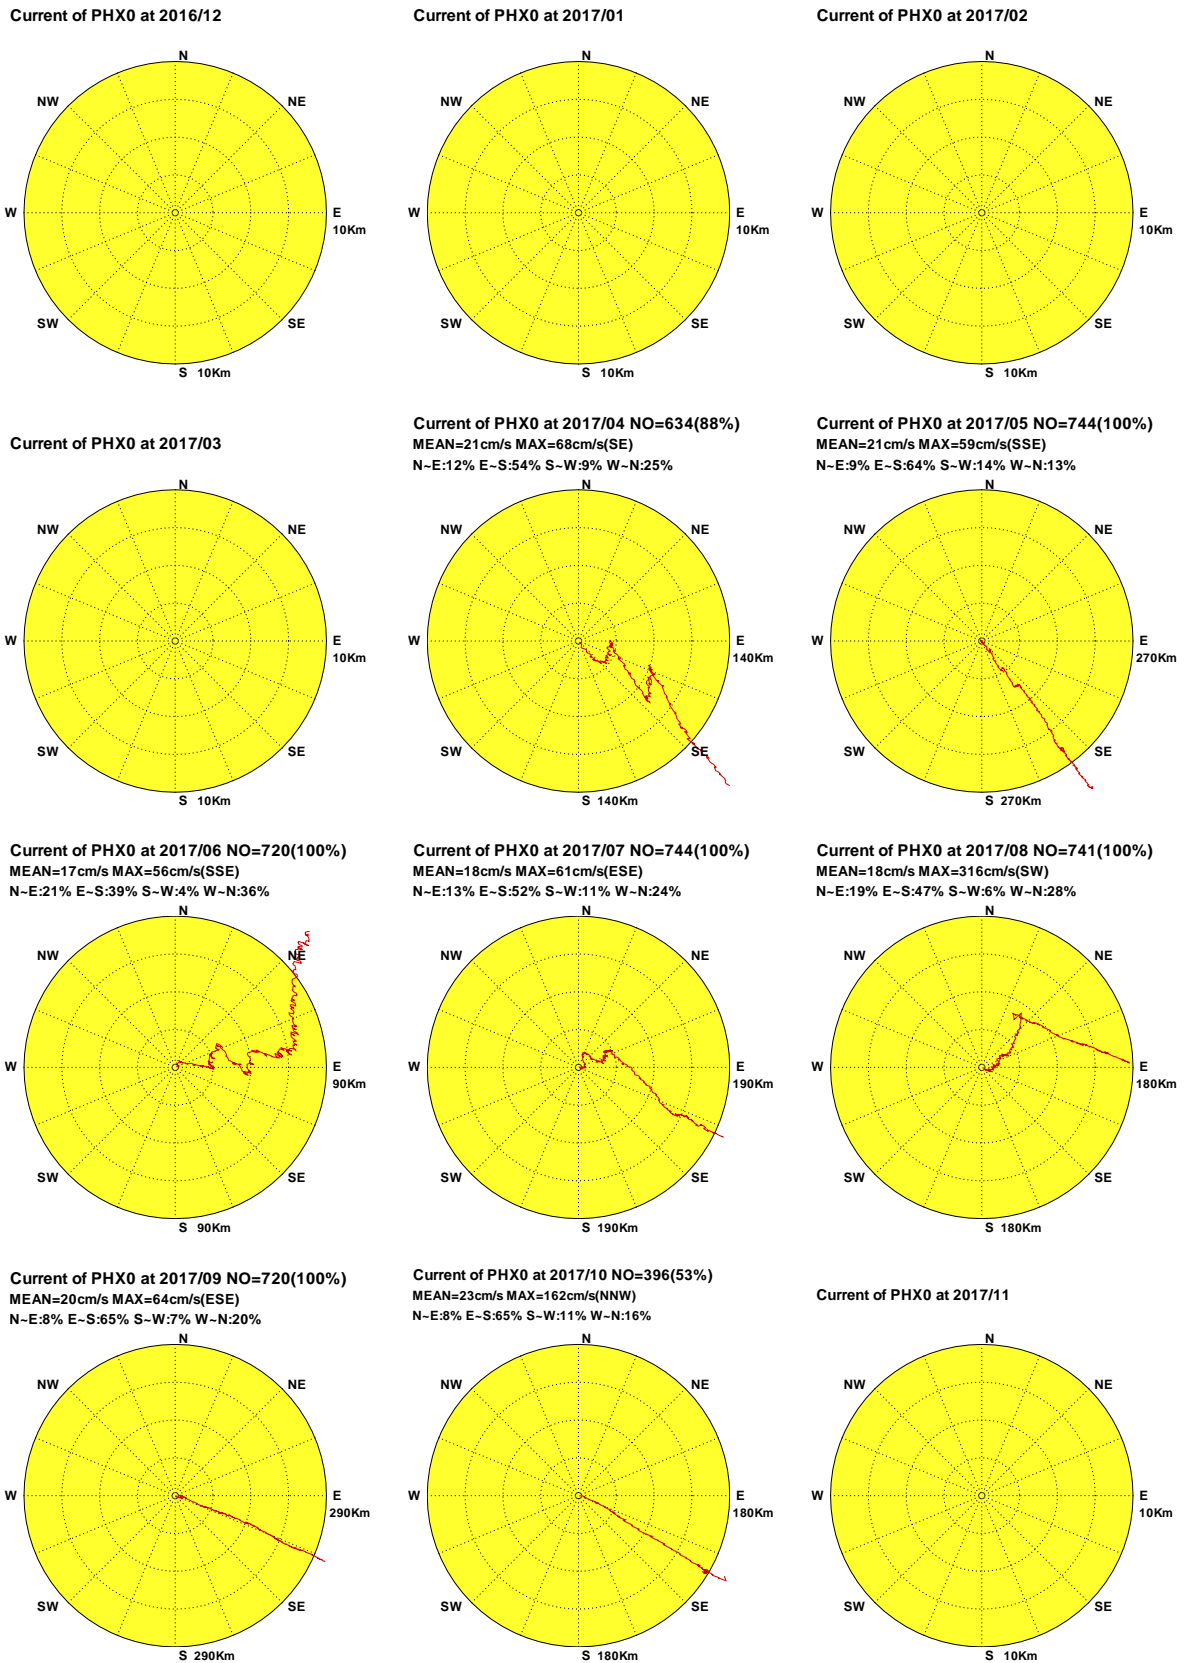 Current of PHX0 at 2016/12
N
NW
NE
W
E
10Km
SW
SE
S 10Km
Current of PHX0 at 2017/01
N
NW
NE
W
E
10Km
SW
SE
S 10Km
Current of PHX0 at 2017/02
N
NW
NE
W
E
10Km
SW
SE
S 10Km
Current of PHX0 at 2017/03
N
NW
NE
W
E
10Km
SW
SE
S 10Km
Current of PHX0 at 2017/04 NO=634(88%)
MEAN=21cm/s MAX=68cm/s(SE)
N~E:12% E~S:54% S~W:9% W~N:25%
N
NW
NE
W
E
140Km
SW
SE
S 140Km
Current of PHX0 at 2017/05 NO=744(100%)
MEAN=21cm/s MAX=59cm/s(SSE)
N~E:9% E~S:64% S~W:14% W~N:13%
N
NW
NE
W
E
270Km
SW
SE
S 270Km
Current of PHX0 at 2017/06 NO=720(100%)
MEAN=17cm/s MAX=56cm/s(SSE)
N~E:21% E~S:39% S~W:4% W~N:36%
N
NW
NE
W
E
90Km
SW
SE
S 90Km
Current of PHX0 at 2017/07 NO=744(100%)
MEAN=18cm/s MAX=61cm/s(ESE)
N~E:13% E~S:52% S~W:11% W~N:24%
N
NW
NE
W
E
190Km
SW
SE
S 190Km
Current of PHX0 at 2017/08 NO=741(100%)
MEAN=18cm/s MAX=316cm/s(SW)
N~E:19% E~S:47% S~W:6% W~N:28%
N
NW
NE
W
E
180Km
SW
SE
S 180Km
Current of PHX0 at 2017/09 NO=720(100%)
MEAN=20cm/s MAX=64cm/s(ESE)
N~E:8% E~S:65% S~W:7% W~N:20%
N
NW
NE
W
E
290Km
SW
SE
S 290Km
Current of PHX0 at 2017/10 NO=396(53%)
MEAN=23cm/s MAX=162cm/s(NNW)
N~E:8% E~S:65% S~W:11% W~N:16%
N
NW
NE
W
E
180Km
SW
SE
S 180Km
Current of PHX0 at 2017/11
N
NW
NE
W
E
10Km
SW
SE
S 10Km